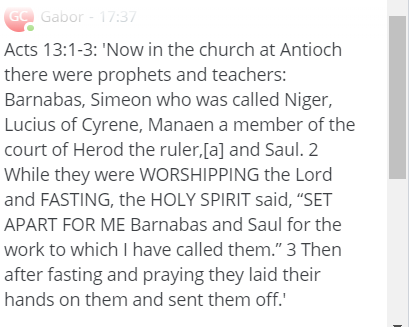 GC Gabor - 17:37
Acts 13:1-3: 'Now in the church at Antioch
there were prophets and teachers:
Barnabas, Simeon who was called Niger,
Lucius of Cyrene, Manaen a member of the
court of Herod the ruler,[a] and Saul. 2
While they were WORSHIPPING the Lord
and FASTING, the HOLY SPIRIT said, “SET
APART FOR ME Barnabas and Saul for the
work to which I have called them.” 3 Then
after fasting and praying they laid their
hands on them and sent them off.'